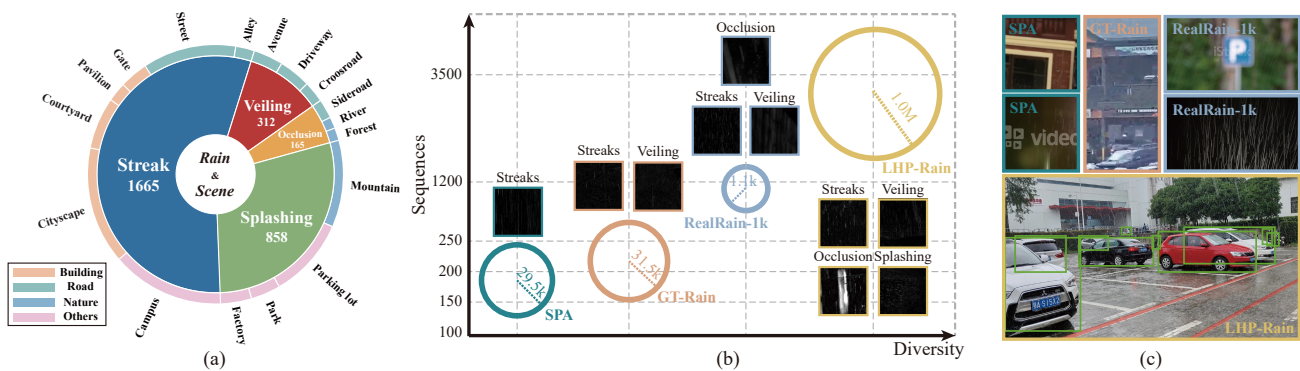 Street
Alley
Avenue
Driveway
Croosroad
Sideroad
River
Forest
Mountain
Parking lot
Park
Factory
Campus
Cityscape
Courtyard
Pavilion
Gate
Veiling
312
Occlusion
165
Streak
1665
Rain
&
Scene
Splashing
858
Building
Road
Nature
Others
(a)
Sequences
3500
1200
250
200
150
100
Streaks
29.5k
SPA
Streaks
Veiling
31.5k
GT-Rain
Occlusion
Streaks
Veiling
1.1k
RealRain-1k
1.0M
LHP-Rain
Streaks
Veiling
Occlusion
Splashing
Diversity
(b)
SPA
GT-Rain
RealRain-1k
P
SPA
video
RealRain-1k
LHP-Rain
(c)